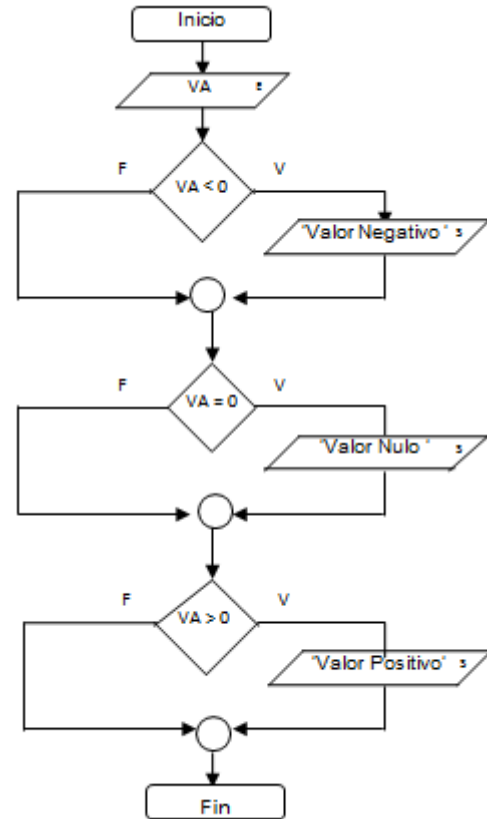 Inicio
VA E
F V
VA < 0
"Valor Negativo " S
F V
VA = 0
"Valor Nulo " S
F V
VA > 0
"Valor Positivo" S
Fin